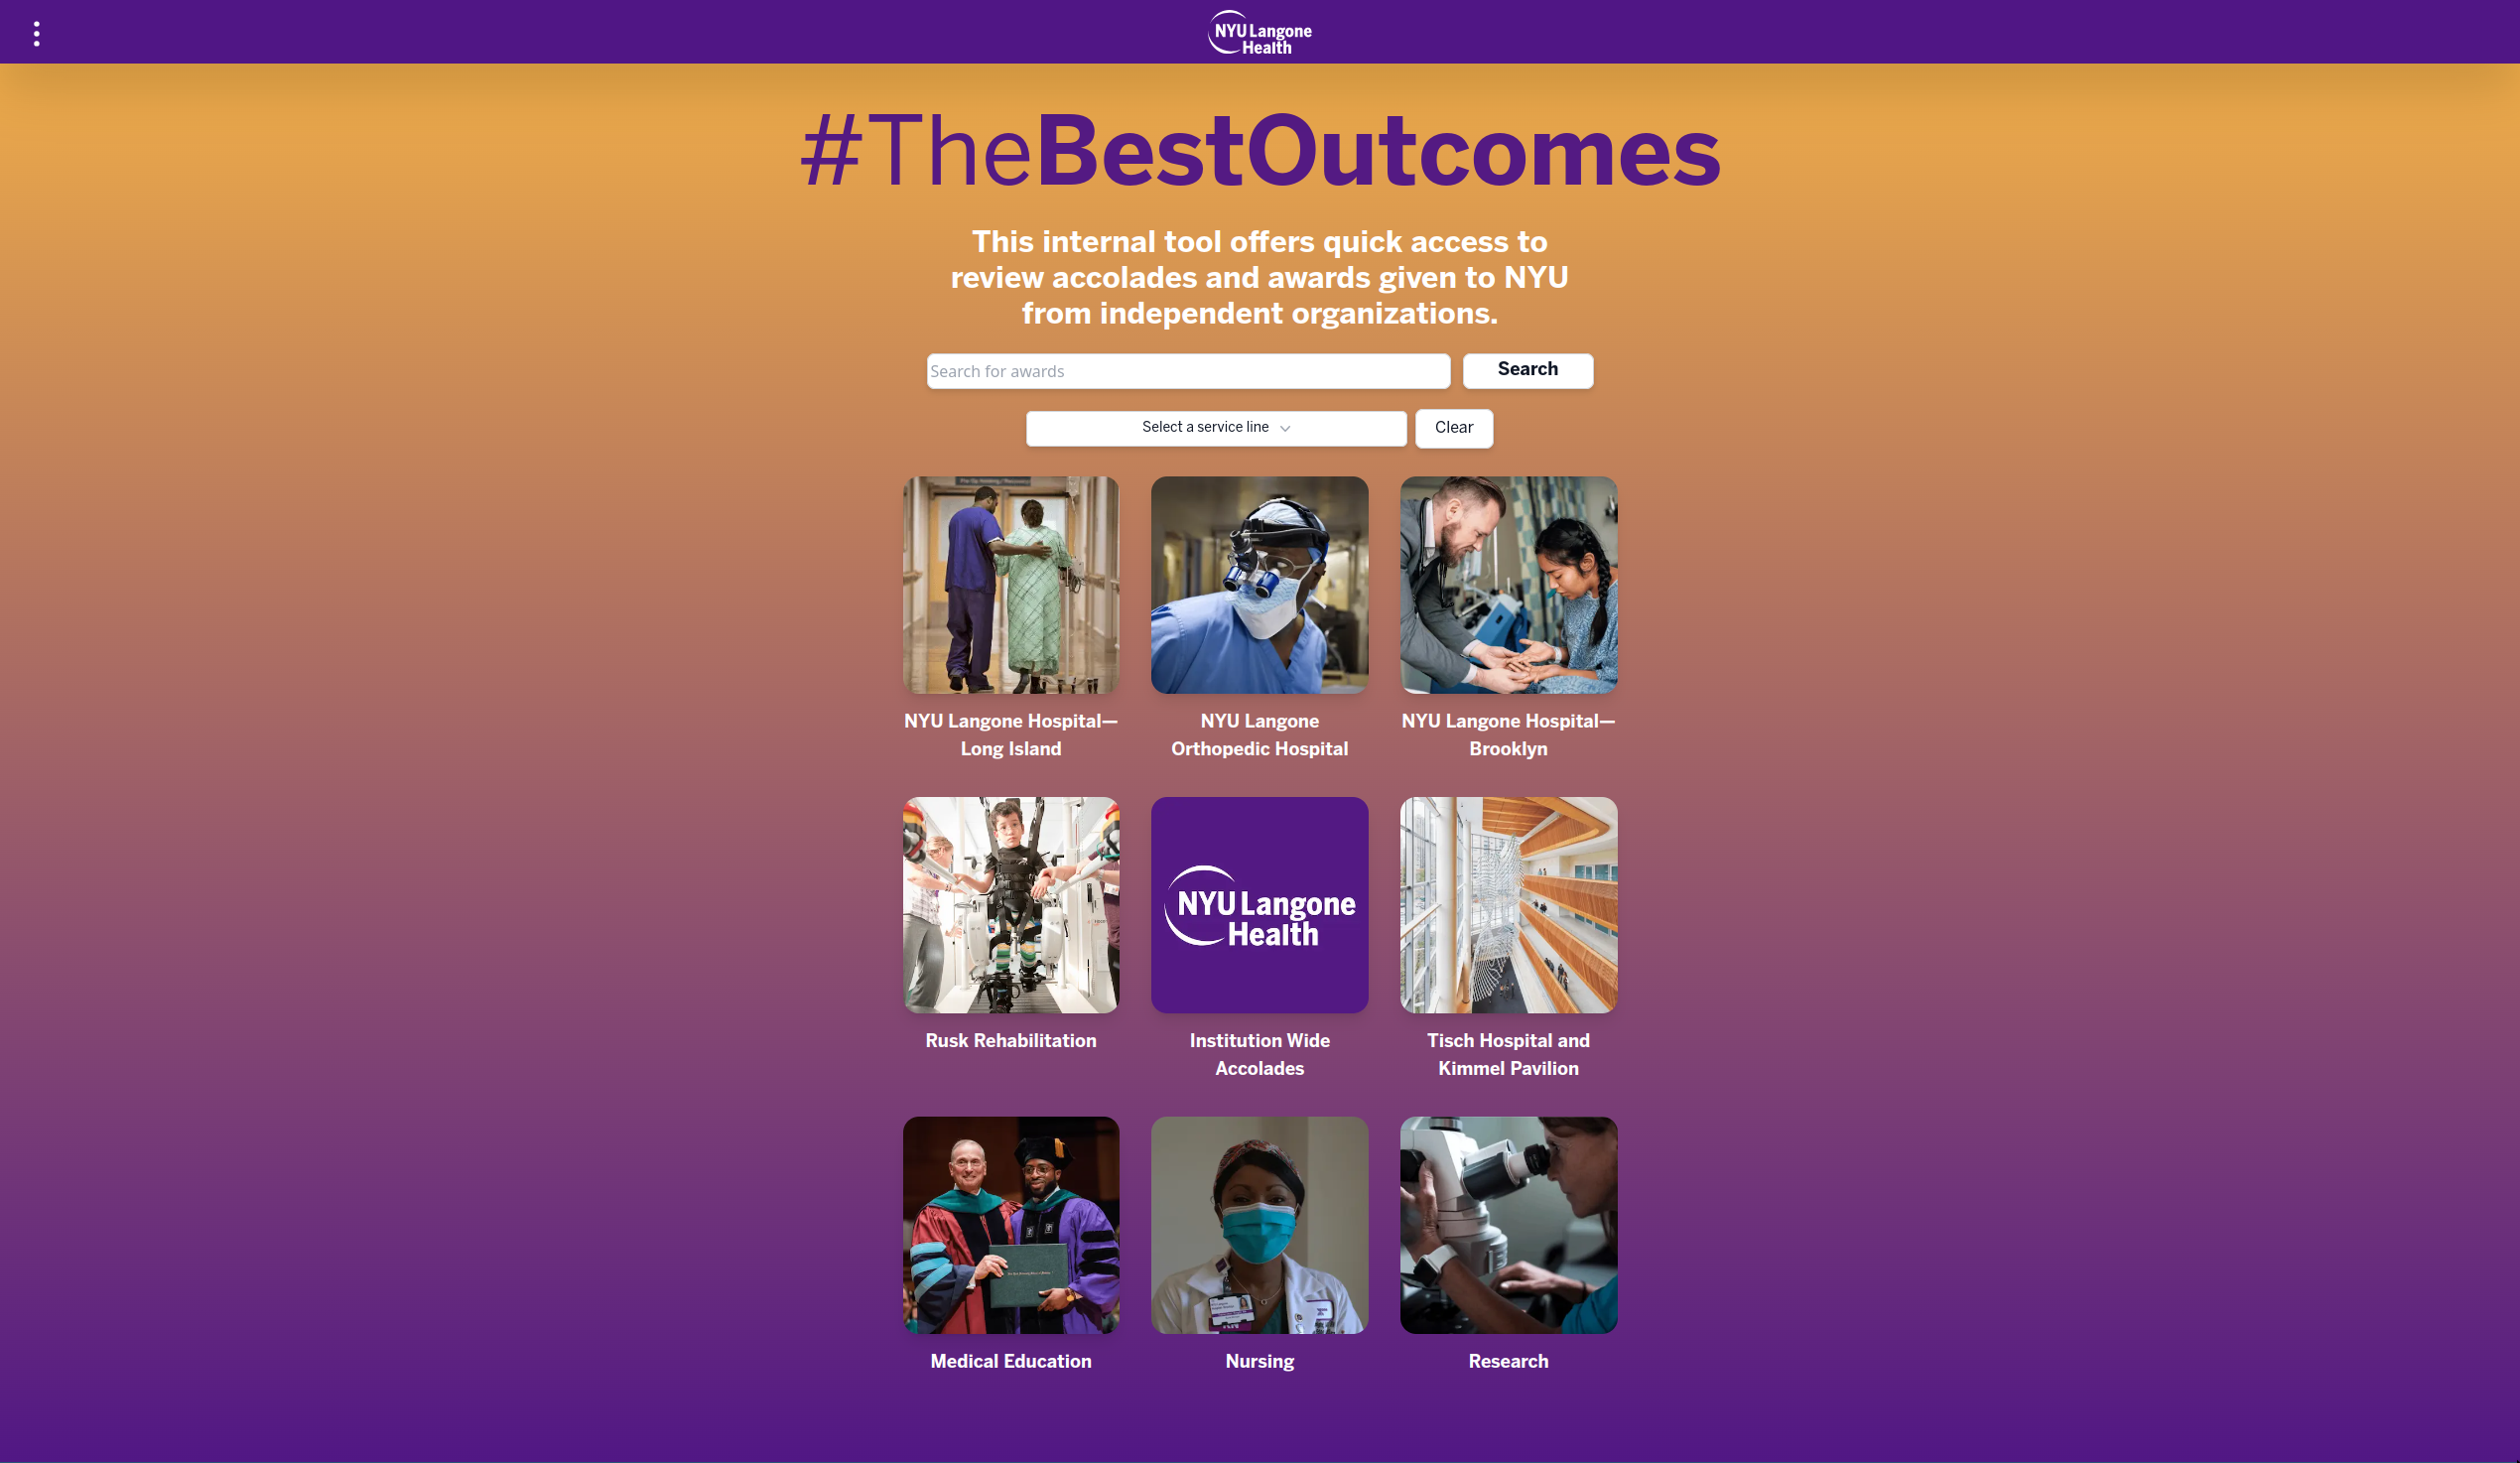 NYU Langone
Health
#TheBestOutcomes
This internal tool offers quick access to
review accolades and awards given to NYU
from independent organizations.
Search for awards
Search
Select a service line
Clear
NYU Langone Hospital—
Long Island
NYU Langone
Orthopedic Hospital
NYU Langone Hospital—
Brooklyn
NYU Langone
Health
Rusk Rehabilitation
Institution Wide
Accolades
Tisch Hospital and
Kimmel Pavilion
Medical Education
Nursing
Research